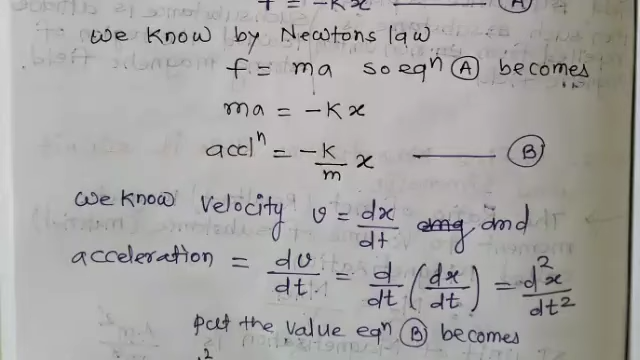 f = -Kx ——— (A)
we know by Newtons law
f = ma so eqⁿ (A) becomes
ma = -Kx
acclⁿ = -K/m x ——— (B)
we know velocity v = dx/dt and
acceleration = dv/dt = d/dt (dx/dt) = d²x/dt²
put the value eqⁿ (B) becomes